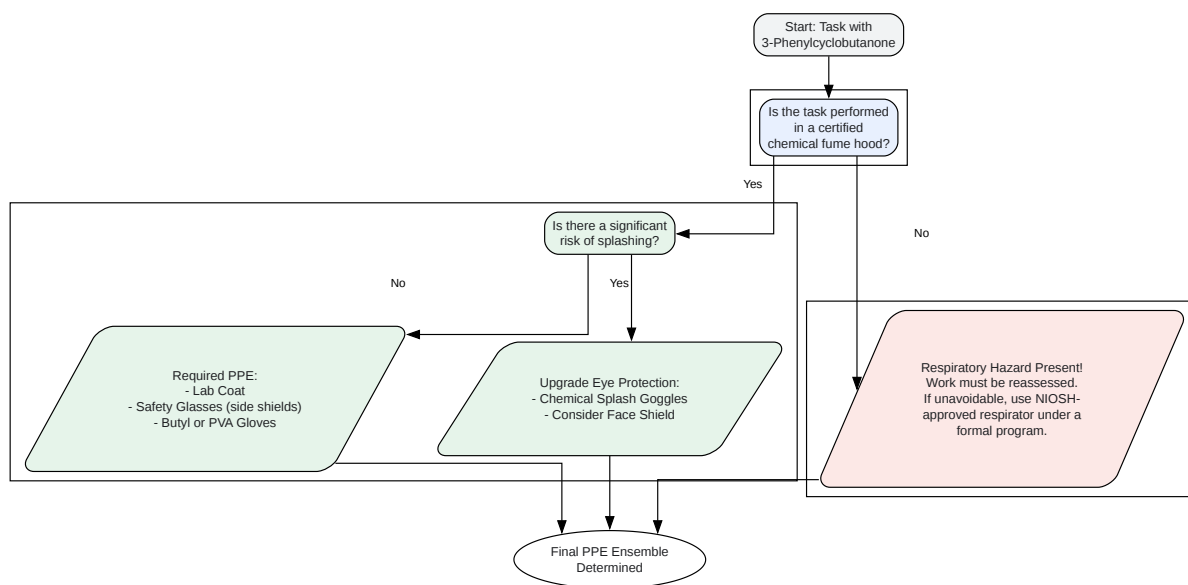 Start: Task with
3-Phenylcyclobutanone
Is the task performed
in a certified
chemical fume hood?
Yes
No
Is there a significant
risk of splashing?
No
Yes
Required PPE:
- Lab Coat
- Safety Glasses (side shields)
- Butyl or PVA Gloves
Upgrade Eye Protection:
- Chemical Splash Goggles
- Consider Face Shield
Respiratory Hazard Present!
Work must be reassessed.
If unavoidable, use NIOSH-
approved respirator under a
formal program.
Final PPE Ensemble
Determined